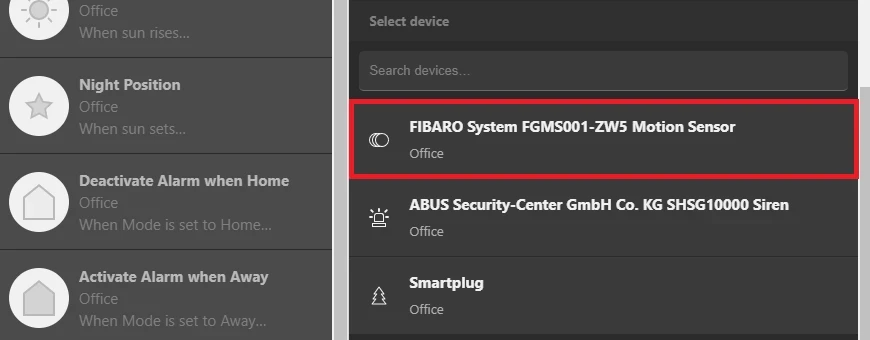 Office
When sun rises...
Night Position
Office
When sun sets...
Deactivate Alarm when Home
Office
When Mode is set to Home...
Activate Alarm when Away
Office
When Mode is set to Away...
Select device
Search devices...
FIBARO System FGMS001-ZW5 Motion Sensor
Office
ABUS Security-Center GmbH Co. KG SHSG10000 Siren
Office
Smartplug
Office